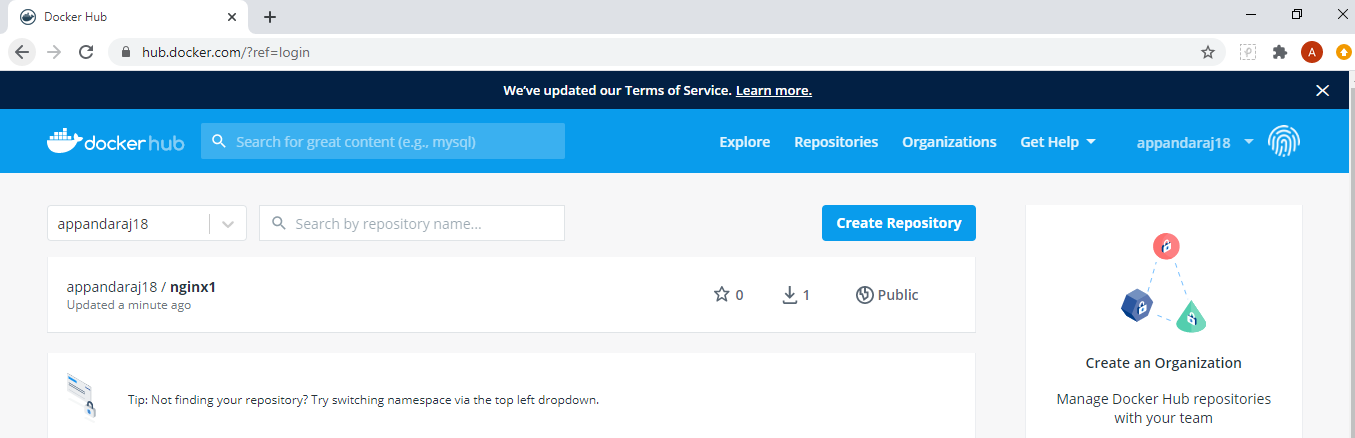 Docker Hub
hub.docker.com/?ref=login
A
We've updated our Terms of Service. Learn more.
docker hub
Search for great content (e.g., mysql)
Explore
Repositories
Organizations
Get Help
appandaraj18
appandaraj18
Search by repository name...
Create Repository
appandaraj18 / nginx1
Updated a minute ago
0
1
Public
Tip: Not finding your repository? Try switching namespace via the top left dropdown.
Create an Organization
Manage Docker Hub repositories
with your team